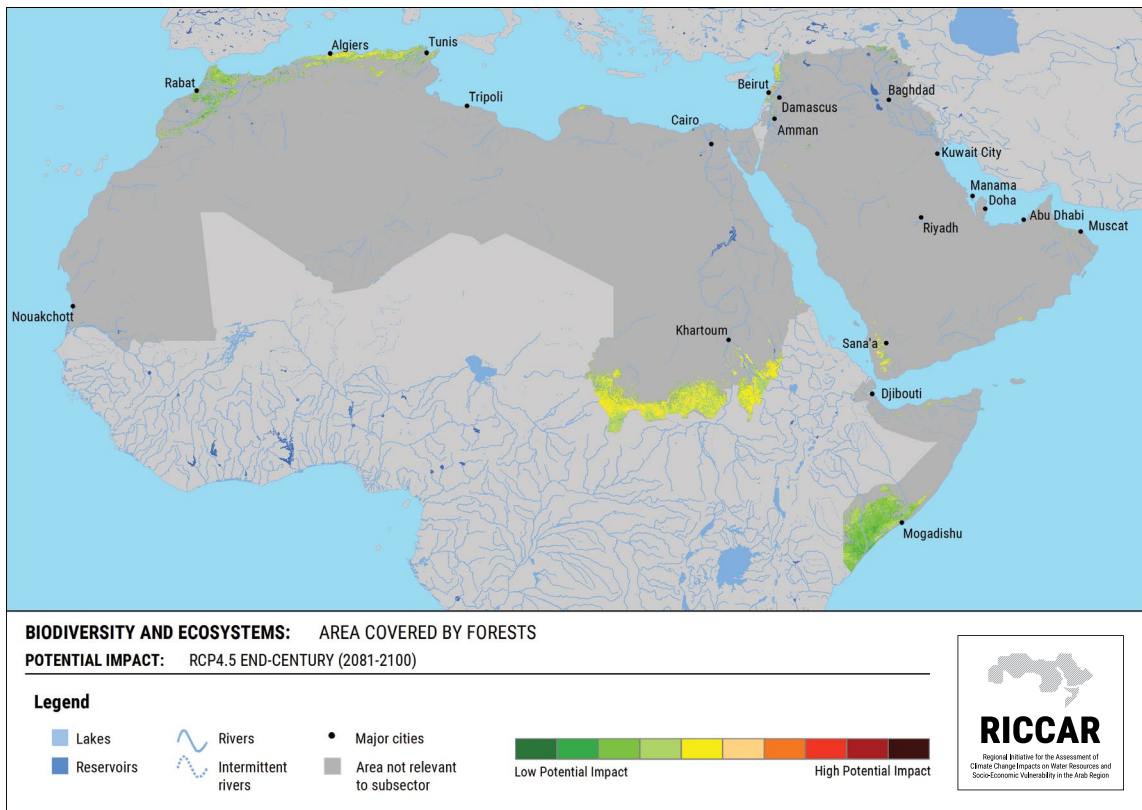 Algiers
Tunis
Rabat
Tripoli
Beirut
Damascus
Baghdad
Cairo
Amman
Kuwait City
Manama
Doha
Abu Dhabi
Muscat
Riyadh
Nouakchott
Khartoum
Sana'a
Djibouti
Mogadishu
BIODIVERSITY AND ECOSYSTEMS: AREA COVERED BY FORESTS
POTENTIAL IMPACT: RCP4.5 END-CENTURY (2081-2100)
Legend
Lakes
Rivers
Major cities
Reservoirs
Intermittent
rivers
Area not relevant
to subsector
Low Potential Impact
High Potential Impact
RICCAR
Regional Initiative for the Assessment of
Climate Change Impacts on Water Resources and
Socio-Economic Vulnerability in the Arab Region